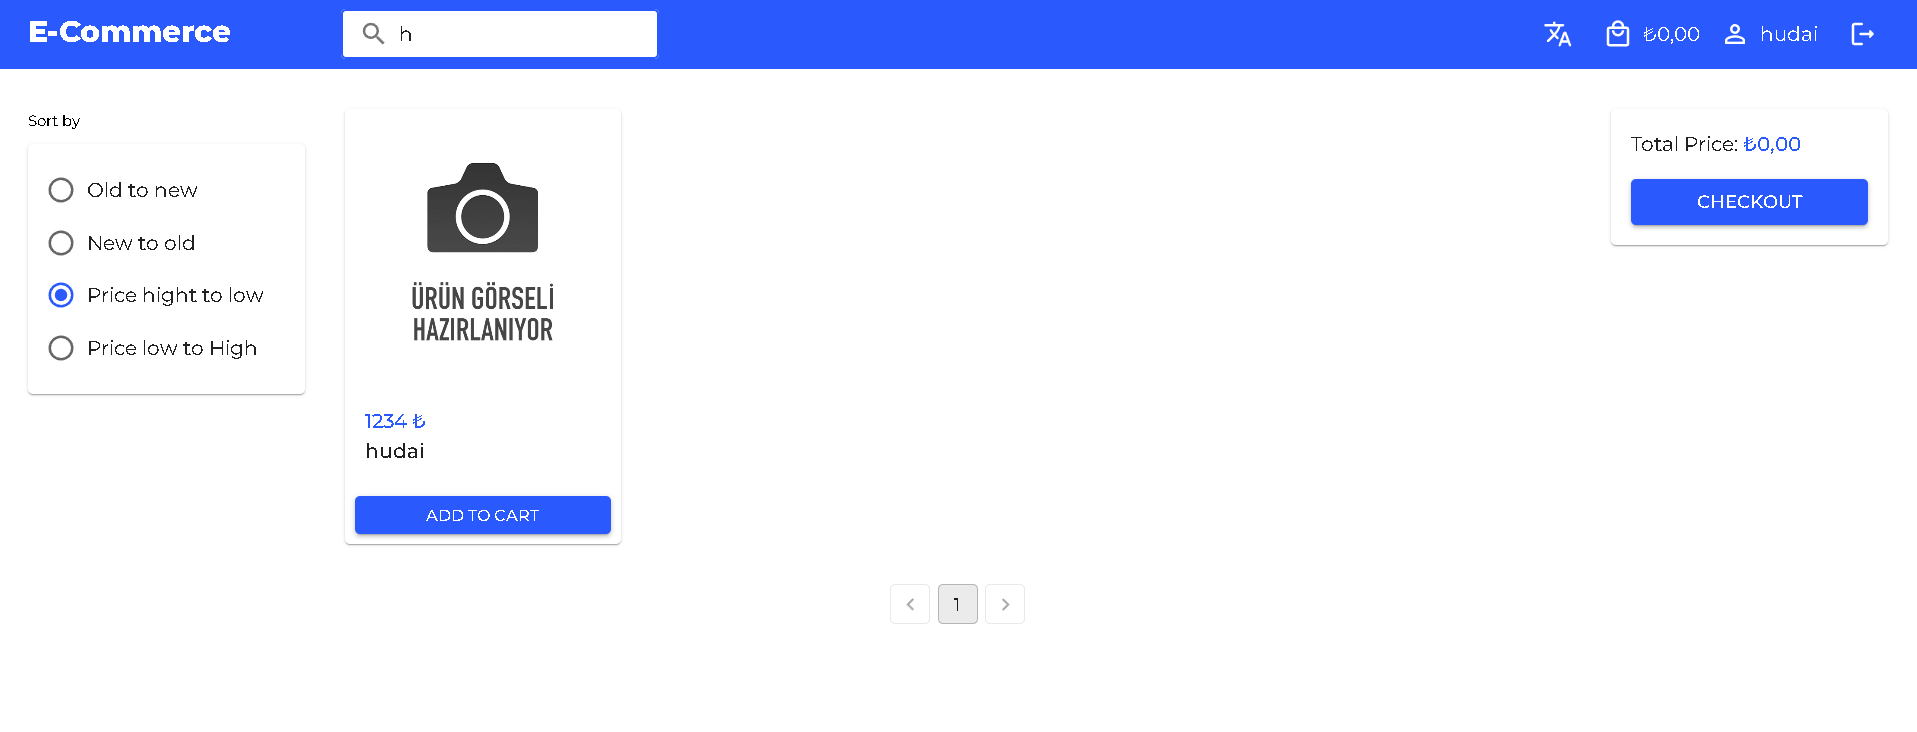 E-Commerce
h
₺0,00
hudai
Sort by
Old to new
New to old
Price hight to low
Price low to High
ÜRÜN GÖRSELİ
HAZIRLANIYOR
1234 ₺
hudai
ADD TO CART
Total Price: ₺0,00
CHECKOUT
1